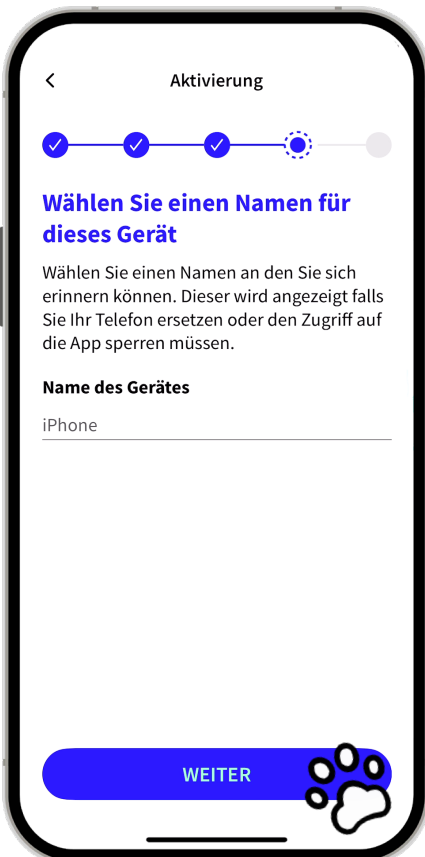 Aktivierung
Wählen Sie einen Namen für
dieses Gerät
Wählen Sie einen Namen an den Sie sich
erinnern können. Dieser wird angezeigt falls
Sie Ihr Telefon ersetzen oder den Zugriff auf
die App sperren müssen.
Name des Gerätes
iPhone
WEITER